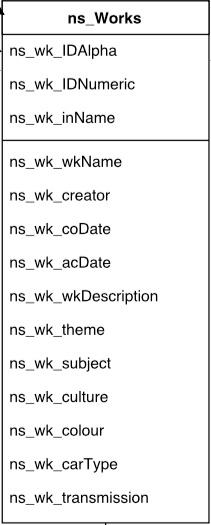 ns_Works
ns_wk_IDAlpha
ns_wk_IDNumeric
ns_wk_inName
ns_wk_wkName
ns_wk_creator
ns_wk_coDate
ns_wk_acDate
ns_wk_wkDescription
ns_wk_theme
ns_wk_subject
ns_wk_culture
ns_wk_colour
ns_wk_carType
ns_wk_transmission